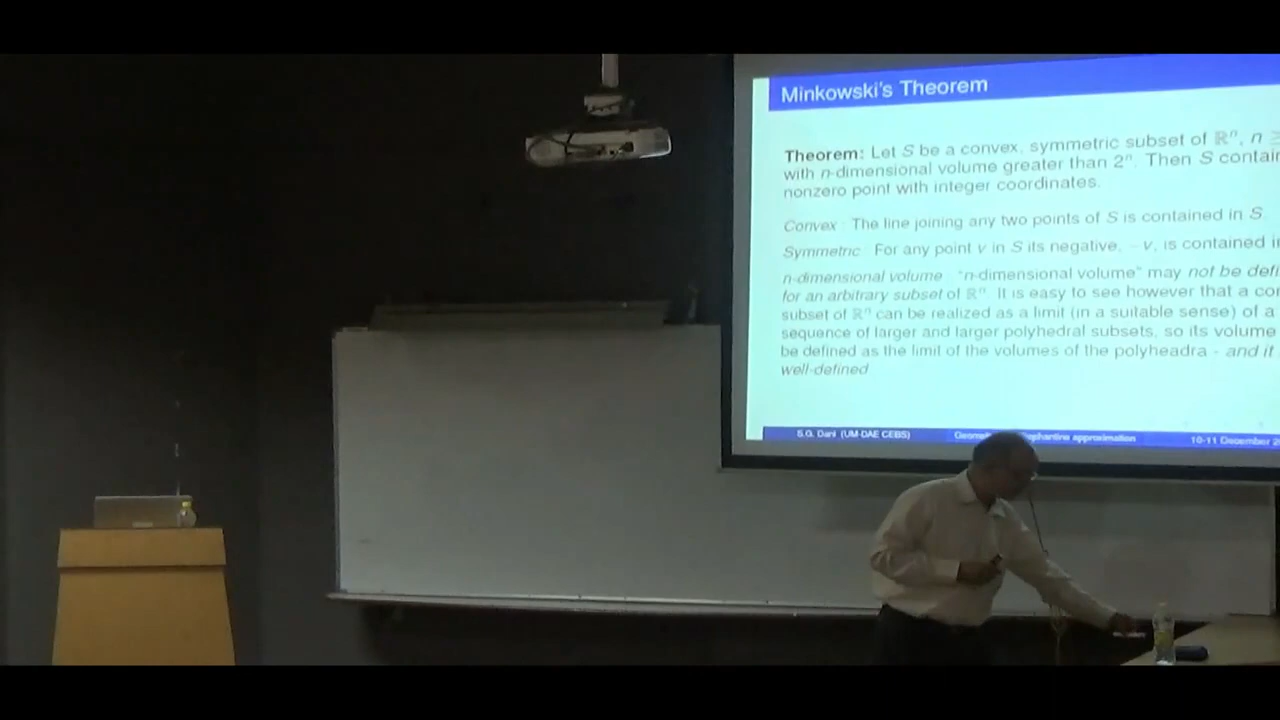 Minkowski's Theorem
Theorem: Let S be a convex, symmetric subset of ℝⁿ, n ≥
with n-dimensional volume greater than 2ⁿ. Then S contai
nonzero point with integer coordinates.
Convex : The line joining any two points of S is contained in S.
Symmetric : For any point v in S its negative, −v, is contained i
n-dimensional volume : "n-dimensional volume" may not be defi
for an arbitrary subset of ℝⁿ. It is easy to see however that a co
subset of ℝⁿ can be realized as a limit (in a suitable sense) of a
sequence of larger and larger polyhedral subsets, so its volume
be defined as the limit of the volumes of the polyheadra - and it
well-defined
S.G. Dani (UM-DAE CEBS) approximation 10-11 December 2